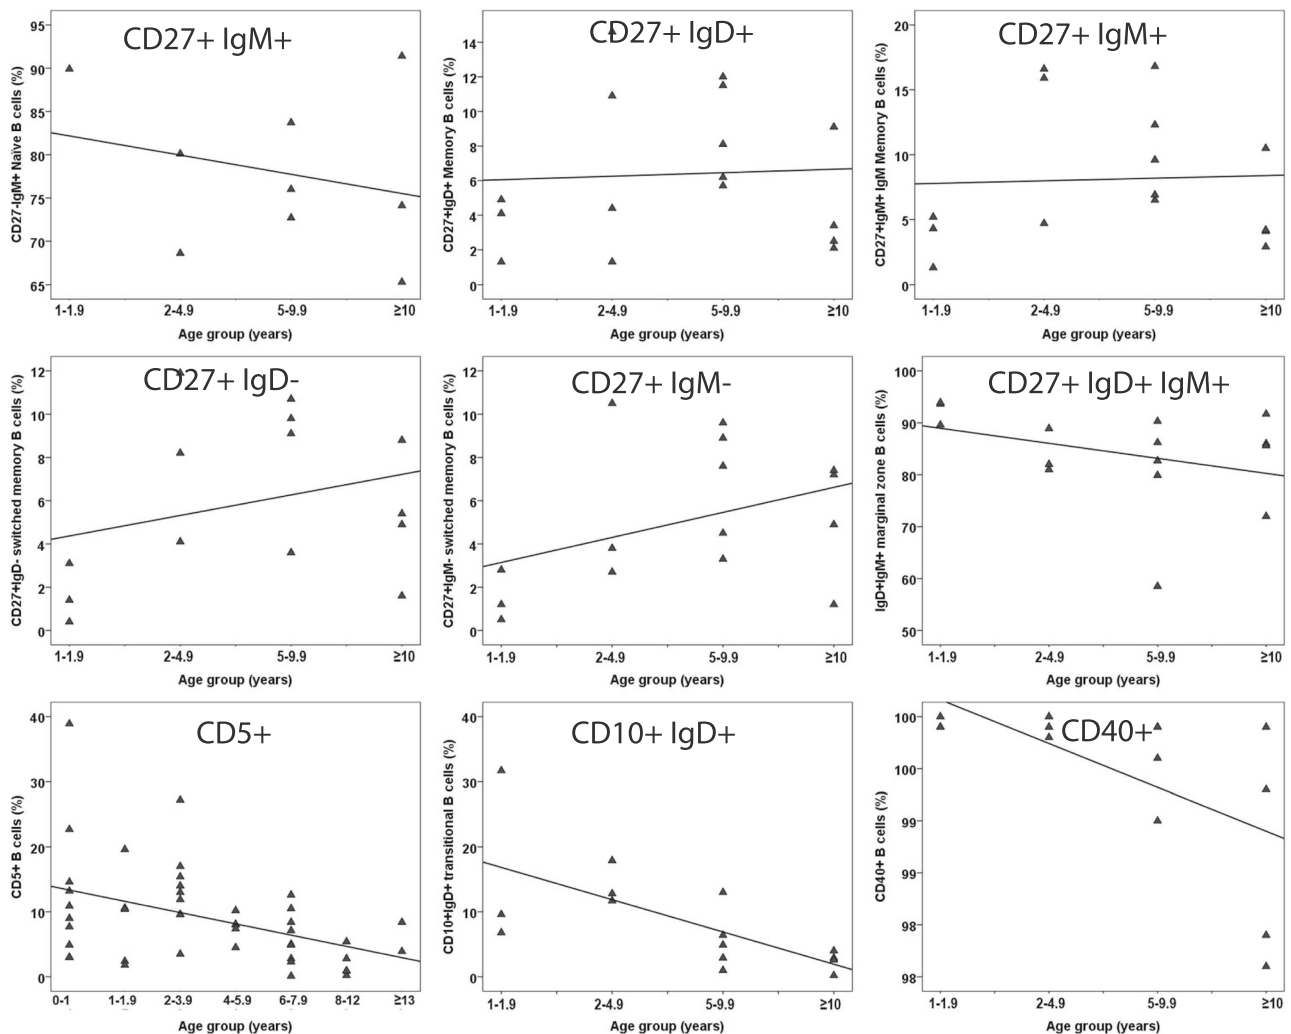 CD27+ IgM+
CD27-IgM+ Naïve B cells (%)
95
90
85
80
75
70
65
1-1.9 2-4.9 5-9.9 ≥10
Age group (years)
CD27+ IgD+
CD27+IgD+ Memory B cells (%)
14
12
10
8
6
4
2
0
1-1.9 2-4.9 5-9.9 ≥10
Age group (years)
CD27+ IgM+
CD27+IgM+ IgM Memory B cells (%)
20
15
10
5
0
1-1.9 2-4.9 5-9.9 ≥10
Age group (years)
CD27+ IgD-
CD27+IgD- switched memory B cells (%)
12
10
8
6
4
2
0
1-1.9 2-4.9 5-9.9 ≥10
Age group (years)
CD27+ IgM-
CD27+IgM- switched memory B cells (%)
12
10
8
6
4
2
0
1-1.9 2-4.9 5-9.9 ≥10
Age group (years)
CD27+ IgD+ IgM+
IgD+IgM+ marginal zone B cells (%)
100
90
80
70
60
50
1-1.9 2-4.9 5-9.9 ≥10
Age group (years)
CD5+
CD5+ B cells (%)
40
30
20
10
0
0-1 1-1.9 2-3.9 4-5.9 6-7.9 8-12 ≥13
Age group (years)
CD10+ IgD+
CD10+IgD+ transitional B cells (%)
40
30
20
10
0
1-1.9 2-4.9 5-9.9 ≥10
Age group (years)
CD40+
CD40+ B cells (%)
100
100
99
99
98
98
1-1.9 2-4.9 5-9.9 ≥10
Age group (years)